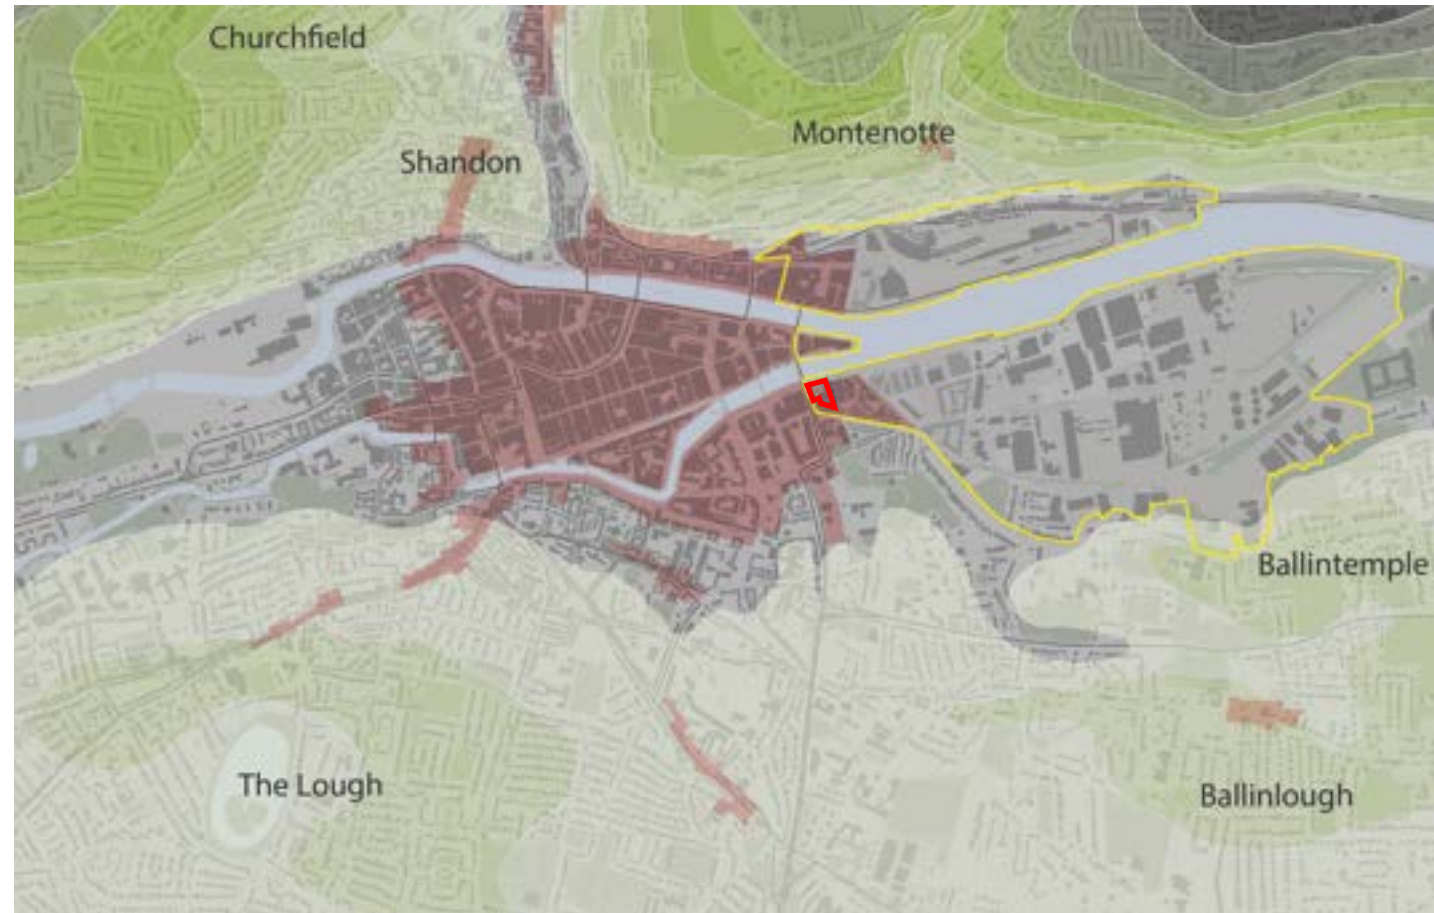 Churchfield
Montenotte
Shandon
Ballintemple
The Lough
Ballinlough